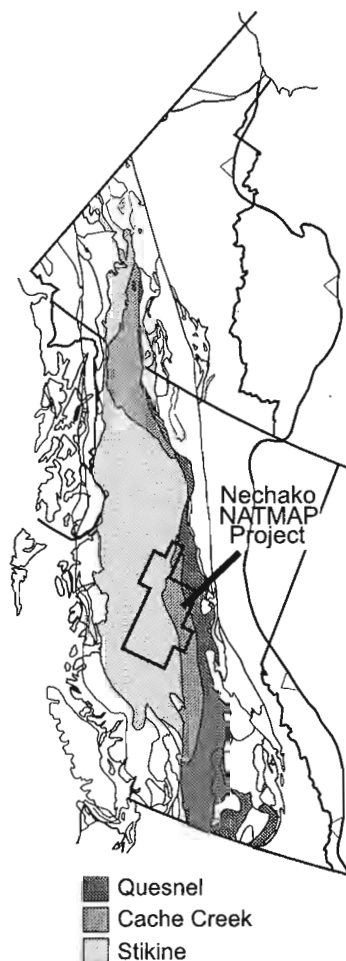 Nechako
NATMAP
Project
Quesnel
Cache Creek
Stikine